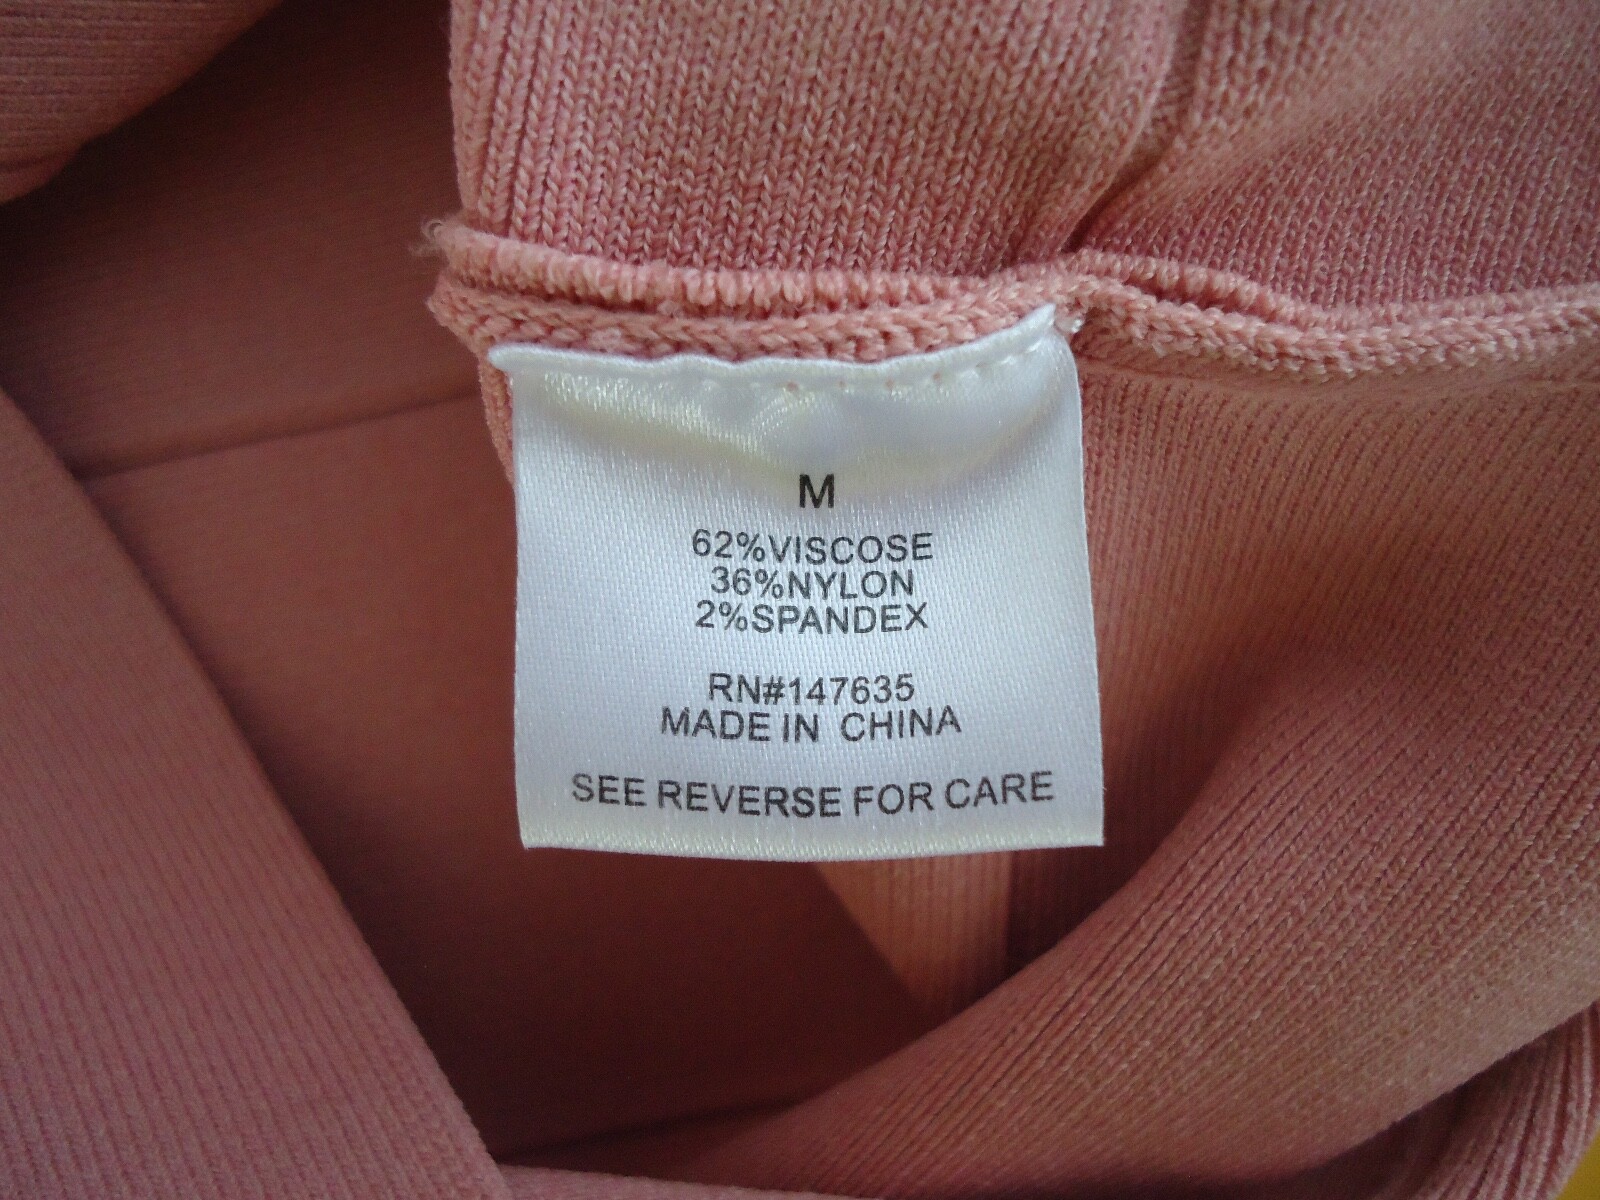 M
62%VISCOSE
36%NYLON
2%SPANDEX
RN#147635
MADE IN CHINA
SEE REVERSE FOR CARE